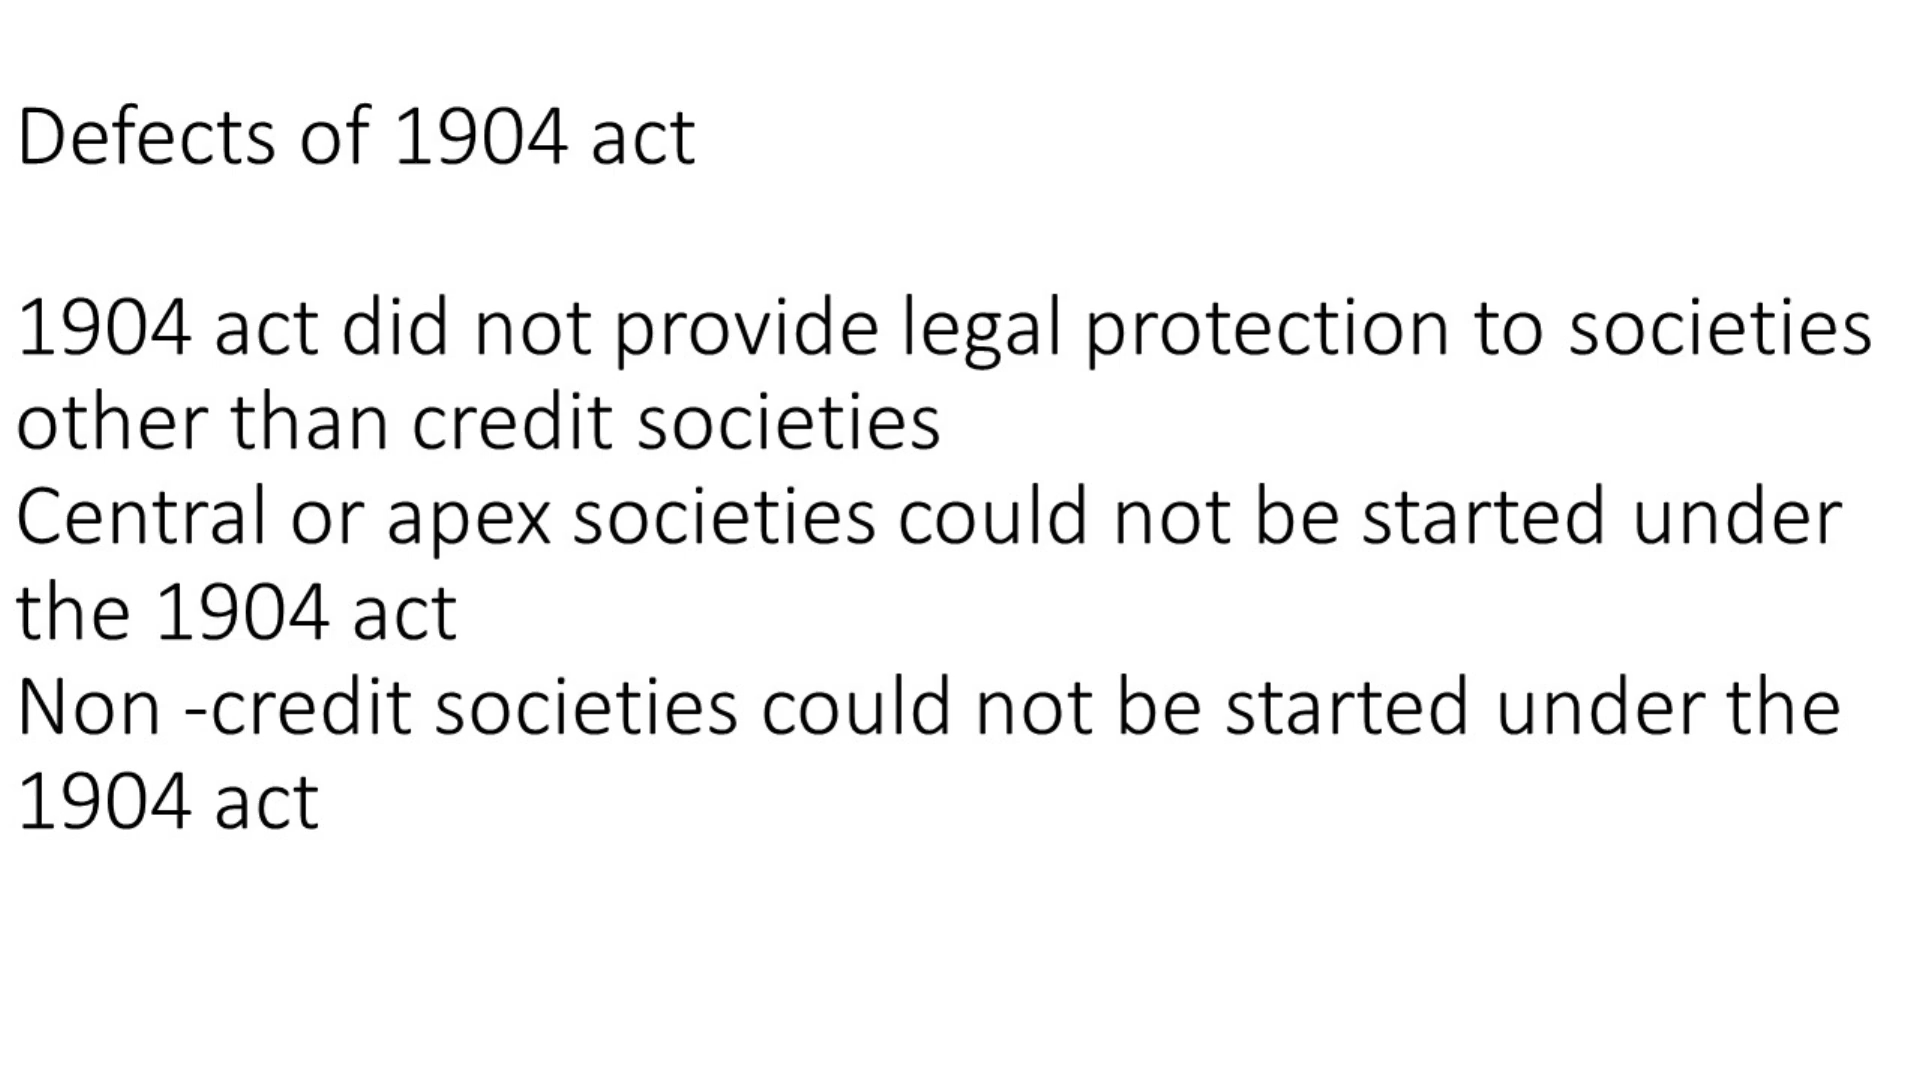 Defects of 1904 act
1904 act did not provide legal protection to societies
other than credit societies
Central or apex societies could not be started under
the 1904 act
Non -credit societies could not be started under the
1904 act